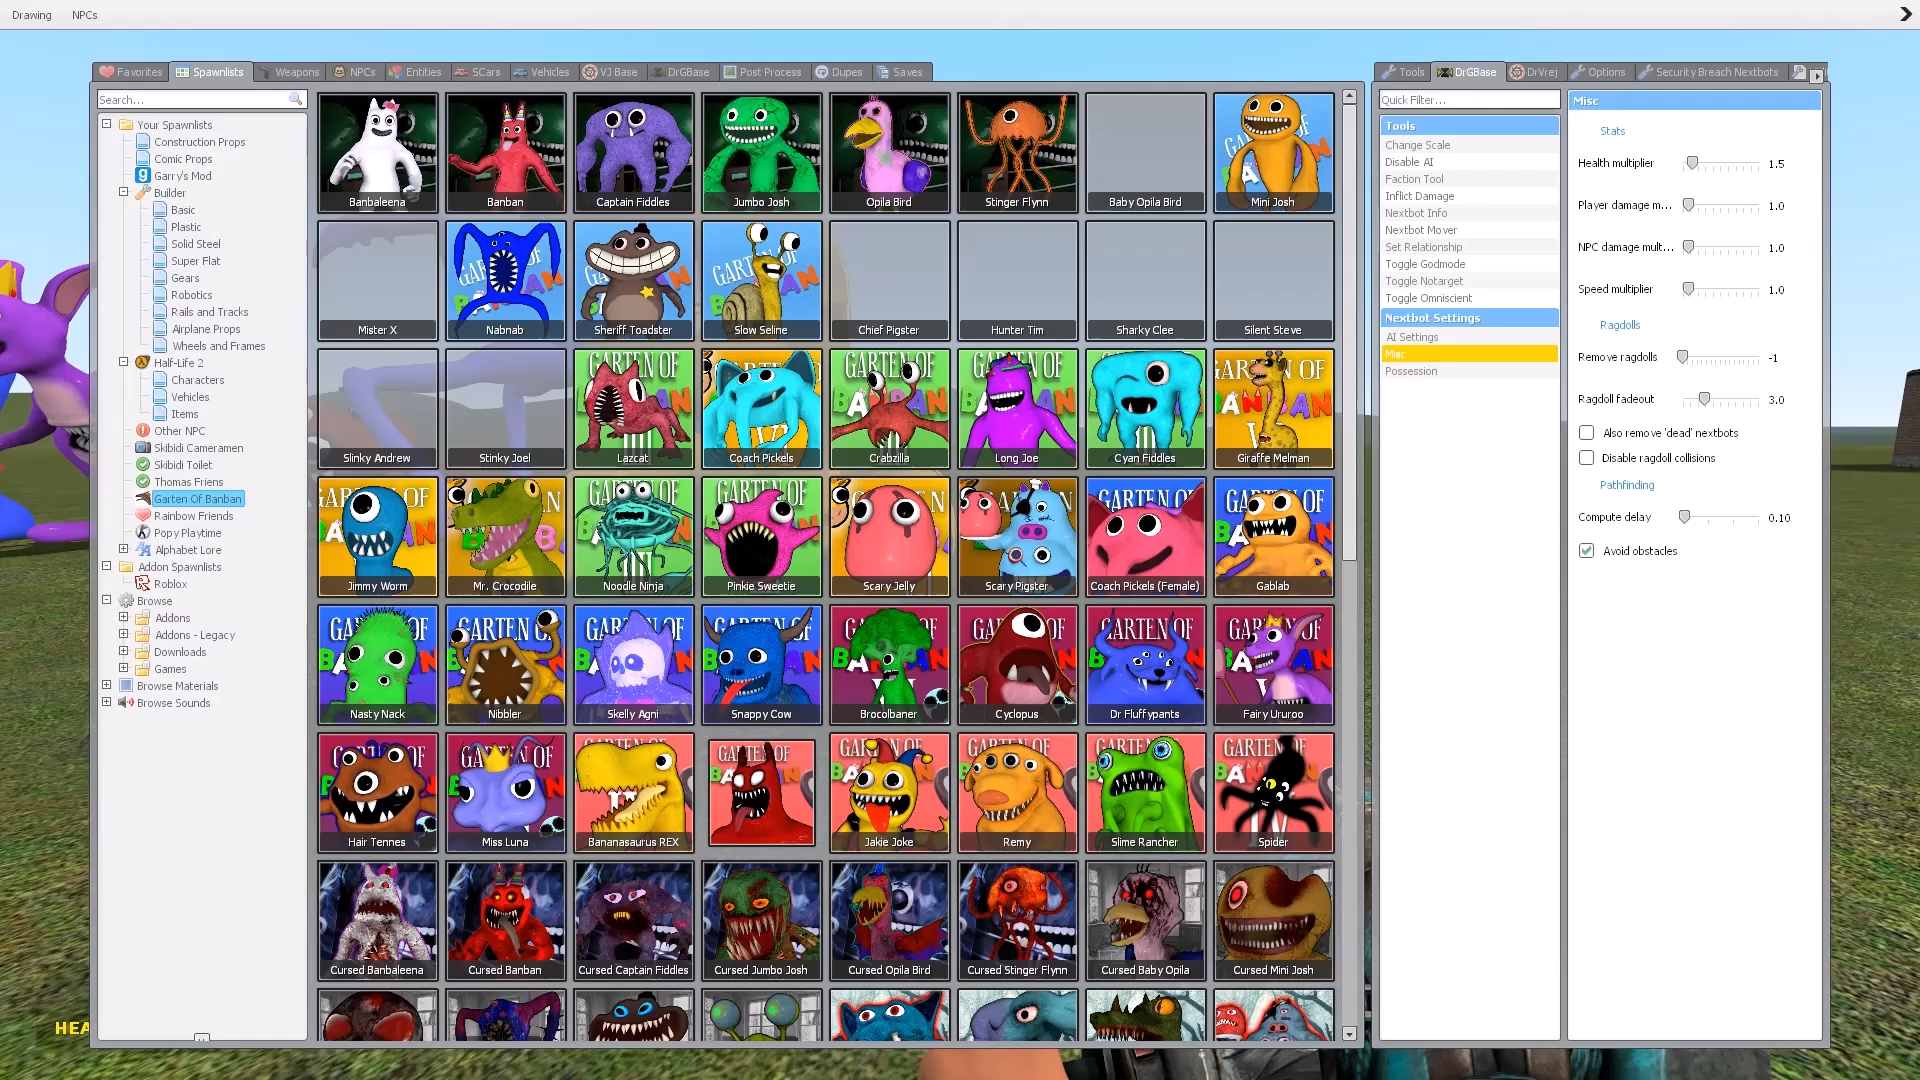 Drawing NPCs
Favorites Spawnlists Weapons NPCs Entities SCars Vehicles VJ Base DrGBase Post Process Dupes Saves
Tools DrGBase DrVrej Options Security Breach Nextbots
Search...
Your Spawnlists
Construction Props
Comic Props
Garry's Mod
Builder
Basic
Plastic
Solid Steel
Super Flat
Gears
Robotics
Rails and Tracks
Airplane Props
Wheels and Frames
Half-Life 2
Characters
Vehicles
Items
Other NPC
Skibidi Cameramen
Skibidi Toilet
Thomas Friens
Garten Of Banban
Rainbow Friends
Popy Playtime
Alphabet Lore
Addon Spawnlists
Roblox
Browse
Addons
Addons - Legacy
Downloads
Games
Browse Materials
Browse Sounds
Banbaleena Banban Captain Fiddles Jumbo Josh Opila Bird Stinger Flynn Baby Opila Bird Mini Josh
Mister X Nabnab Sheriff Toadster Slow Seline Chief Pigster Hunter Tim Sharky Clee Silent Steve
Slinky Andrew Stinky Joel Lazcat Coach Pickels Crabzilla Long Joe Cyan Fiddles Giraffe Melman
Jimmy Worm Mr. Crocodile Noodle Ninja Pinkie Sweetie Scary Jelly Scary Pigster Coach Pickels (Female) Gablab
Nasty Nack Nibbler Skelly Agni Snappy Cow Brocolbaner Cyclopus Dr Fluffypants Fairy Ururoo
Hair Tennes Miss Luna Bananasaurus REX Jakie Joke Remy Slime Rancher Spider
Cursed Banbaleena Cursed Banban Cursed Captain Fiddles Cursed Jumbo Josh Cursed Opila Bird Cursed Stinger Flynn Cursed Baby Opila Cursed Mini Josh
Quick Filter...
Tools
Change Scale
Disable AI
Faction Tool
Inflict Damage
Nextbot Info
Nextbot Mover
Set Relationship
Toggle Godmode
Toggle Notarget
Toggle Omniscient
Nextbot Settings
AI Settings
Misc
Possession
Misc
Stats
Health multiplier 1.5
Player damage m... 1.0
NPC damage mult... 1.0
Speed multiplier 1.0
Ragdolls
Remove ragdolls -1
Ragdoll fadeout 3.0
Also remove 'dead' nextbots
Disable ragdoll collisions
Pathfinding
Compute delay 0.10
Avoid obstacles
HEA